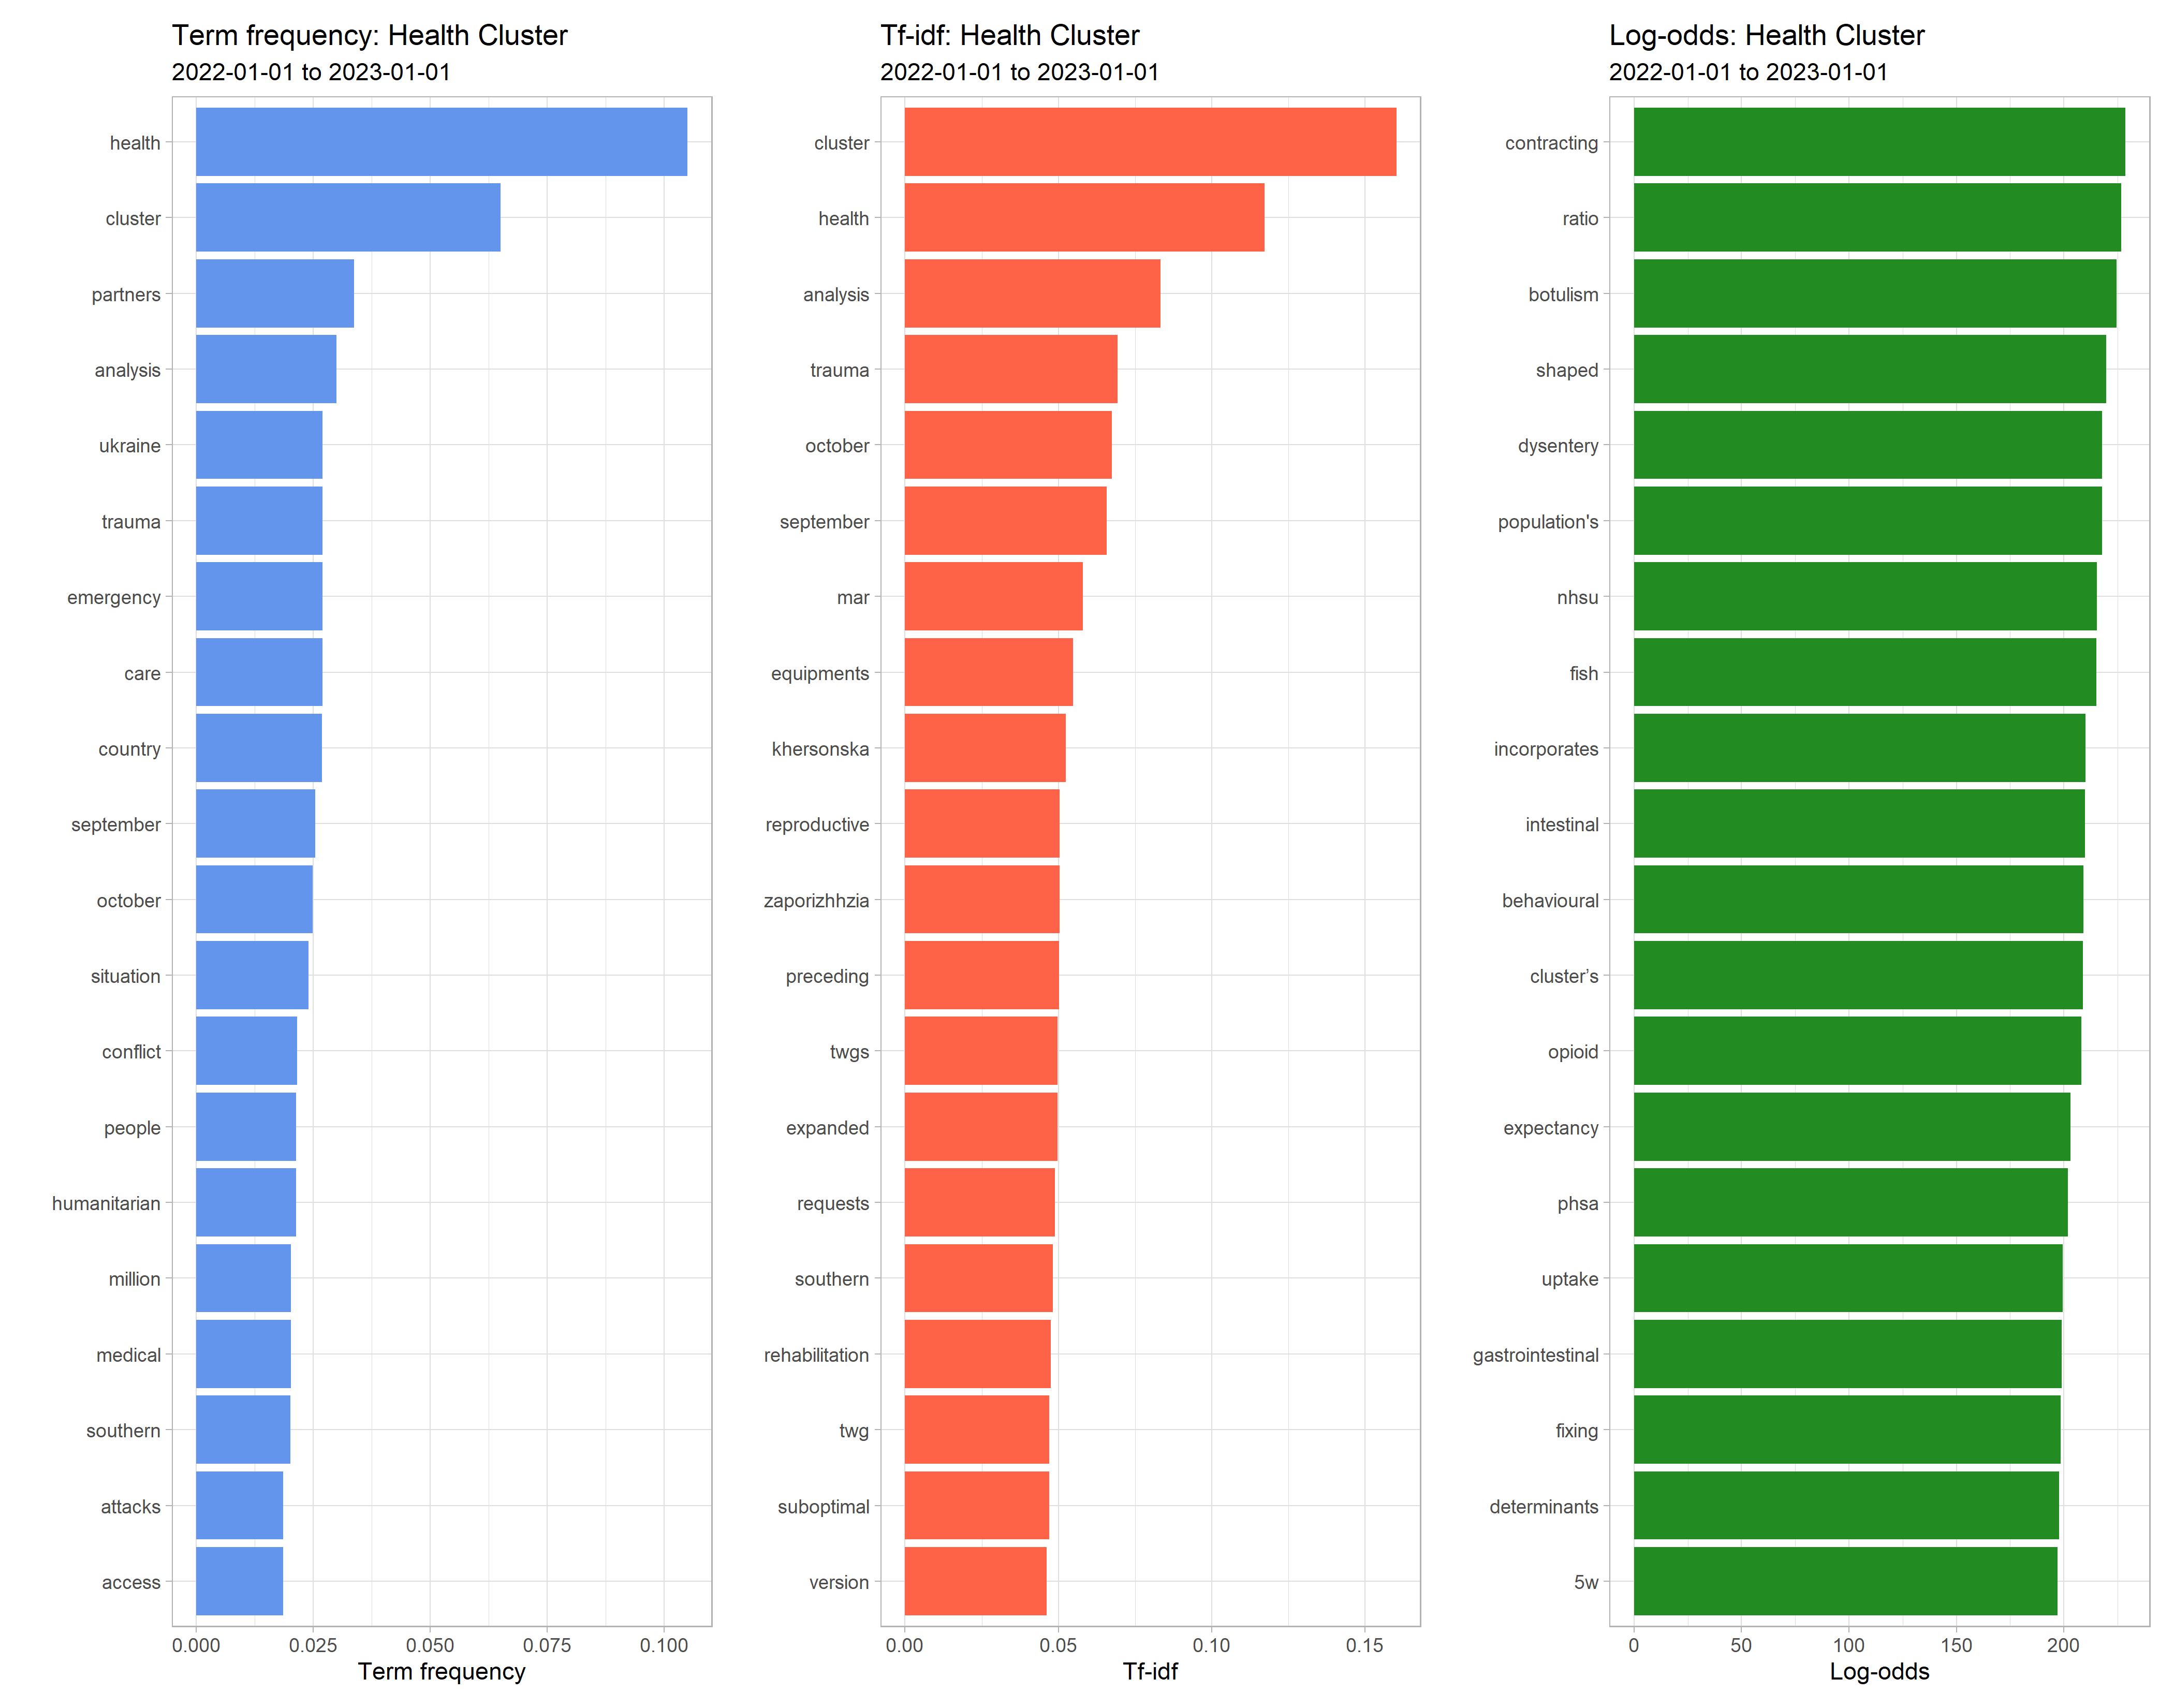 Term frequency: Health Cluster
2022-01-01 to 2023-01-01
health
cluster
partners
analysis
ukraine
trauma
emergency
care
country
september
october
situation
conflict
people
humanitarian
million
medical
southern
attacks
access
0.000 0.025 0.050 0.075 0.100
Term frequency
Tf-idf: Health Cluster
2022-01-01 to 2023-01-01
cluster
health
analysis
trauma
october
september
mar
equipments
khersonska
reproductive
zaporizhhzia
preceding
twgs
expanded
requests
southern
rehabilitation
twg
suboptimal
version
0.00 0.05 0.10 0.15
Tf-idf
Log-odds: Health Cluster
2022-01-01 to 2023-01-01
contracting
ratio
botulism
shaped
dysentery
population's
nhsu
fish
incorporates
intestinal
behavioural
cluster’s
opioid
expectancy
phsa
uptake
gastrointestinal
fixing
determinants
5w
0 50 100 150 200
Log-odds